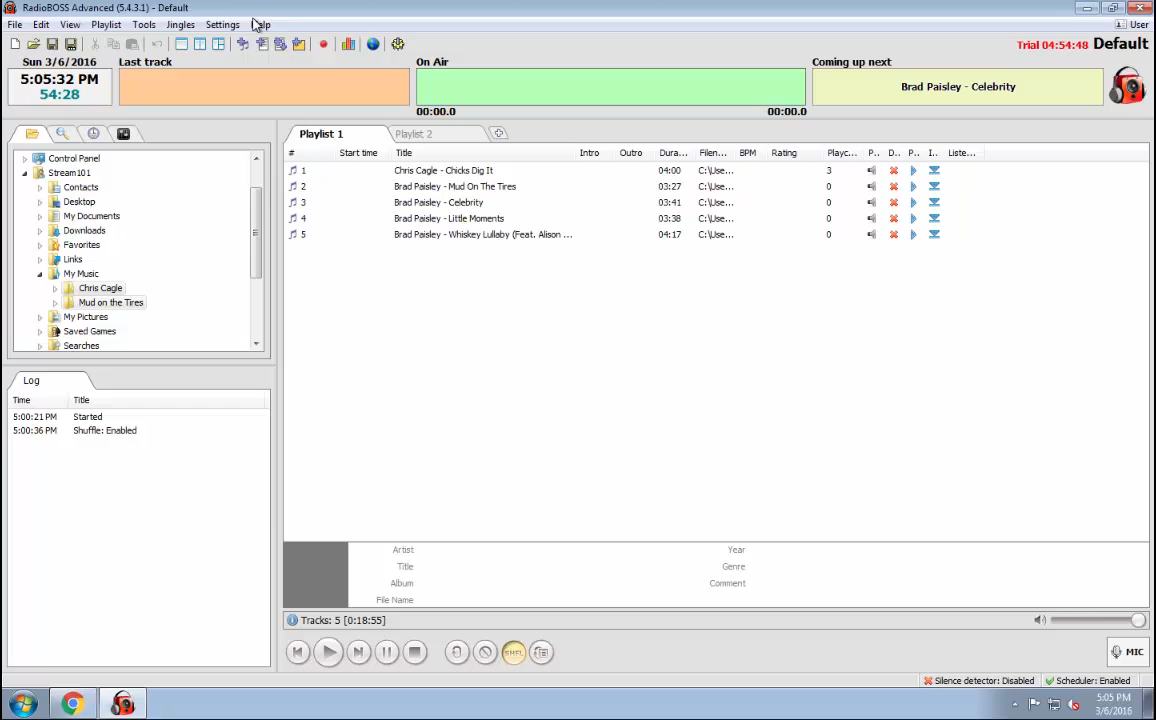 RadioBOSS Advanced (5.4.3.1) - Default
File Edit View Playlist Tools Jingles Settings Help
User
Trial 04:54:48 Default
Sun 3/6/2016
Last track
On Air
Coming up next
5:05:32 PM
54:28
Brad Paisley - Celebrity
00:00.0
00:00.0
Playlist 1
Playlist 2
# Start time Title Intro Outro Dura... Filen... BPM Rating Playc... P.. D.. P.. I.. Liste...
1 Chris Cagle - Chicks Dig It 04:00 C:\Use... 3
2 Brad Paisley - Mud On The Tires 03:27 C:\Use... 0
3 Brad Paisley - Celebrity 03:41 C:\Use... 0
4 Brad Paisley - Little Moments 03:38 C:\Use... 0
5 Brad Paisley - Whiskey Lullaby (Feat. Alison ... 04:17 C:\Use... 0
Control Panel
Stream101
Contacts
Desktop
My Documents
Downloads
Favorites
Links
My Music
Chris Cagle
Mud on the Tires
My Pictures
Saved Games
Searches
Log
Time Title
5:00:21 PM Started
5:00:36 PM Shuffle: Enabled
Artist
Title
Album
File Name
Year
Genre
Comment
Tracks: 5 [0:18:55]
SHFL
MIC
Silence detector: Disabled
Scheduler: Enabled
5:05 PM
3/6/2016